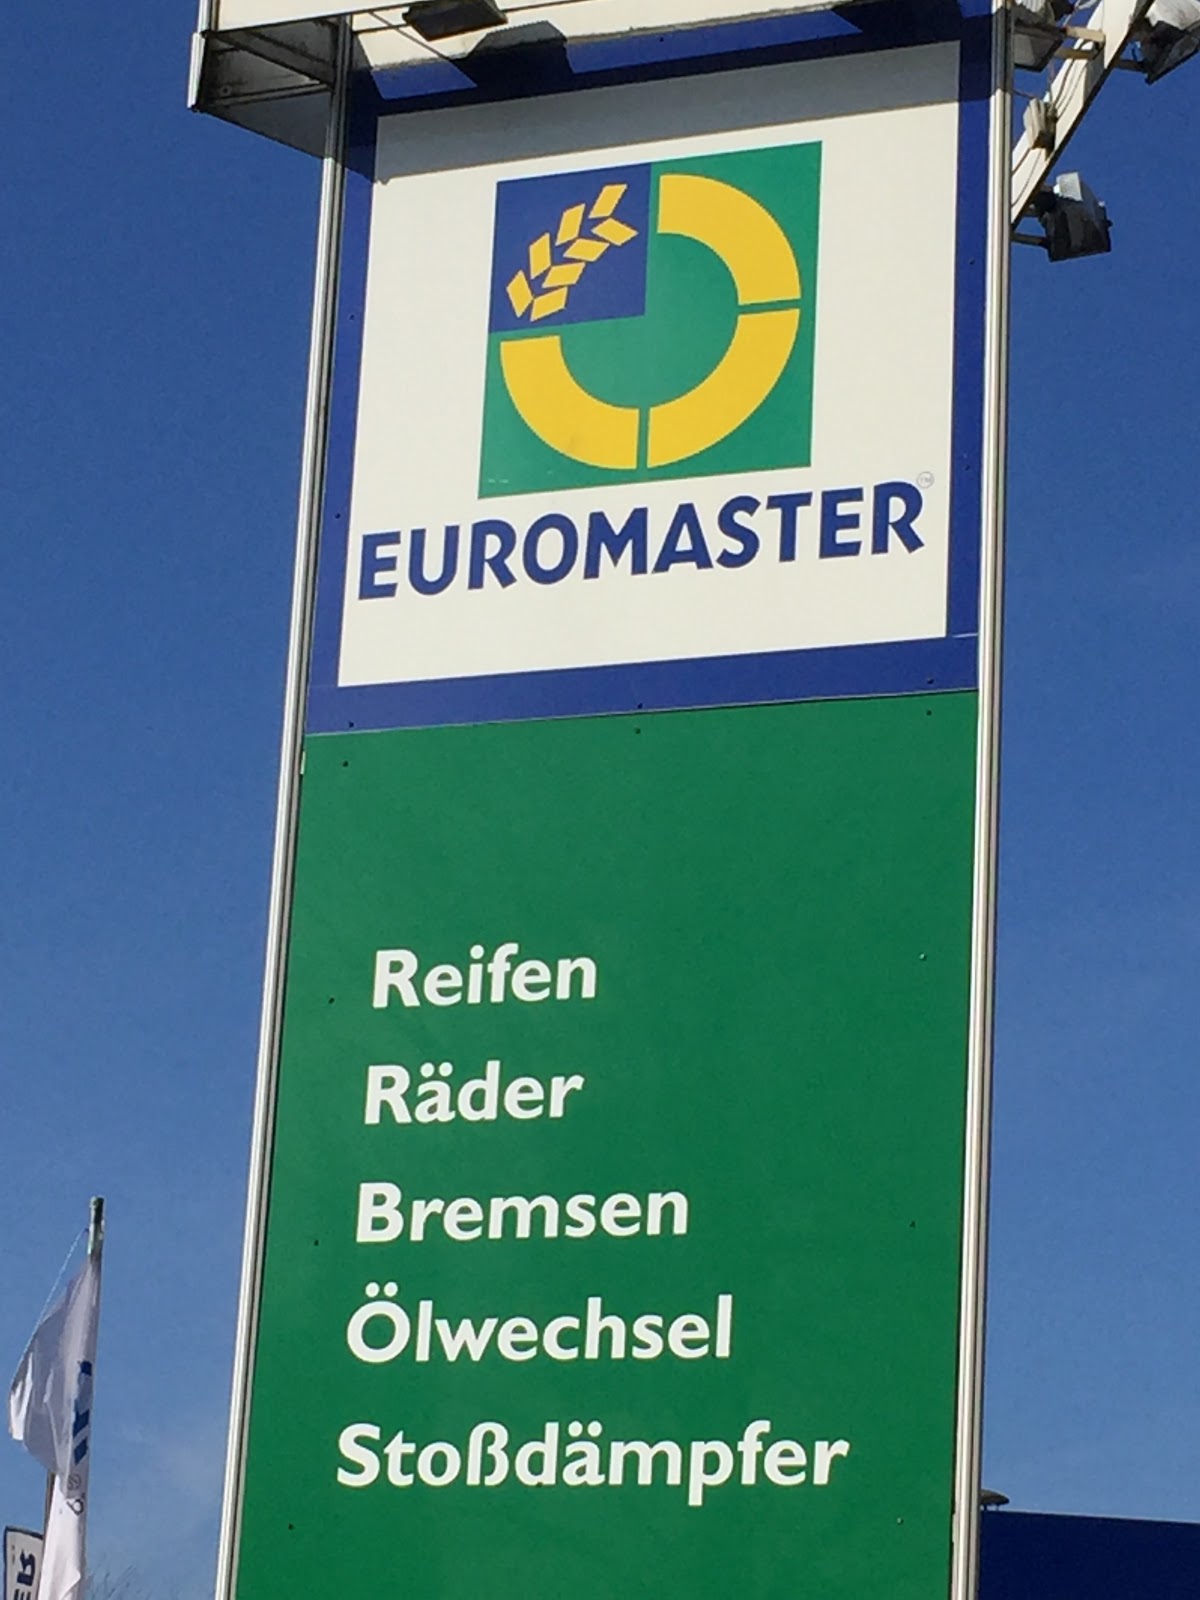 EUROMASTER
Reifen
Räder
Bremsen
Ölwechsel
Stoßdämpfer